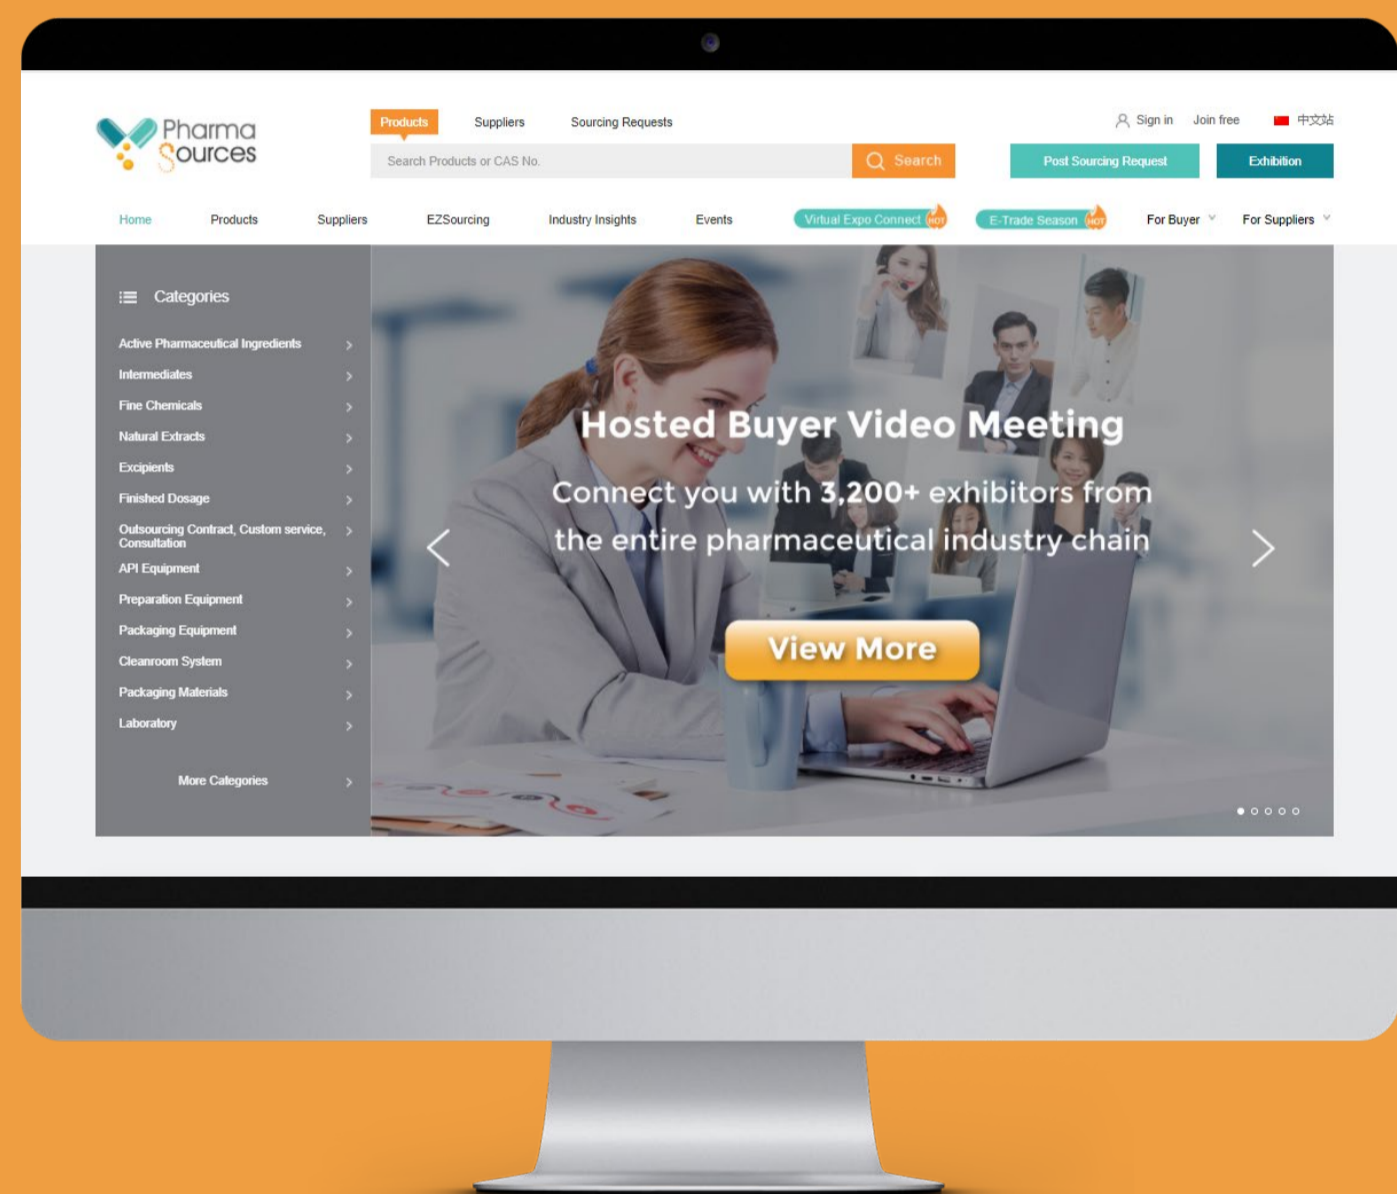 Pharma
Sources
Products
Suppliers
Sourcing Requests
Sign in
Join free
中文站
Search Products or CAS No.
Search
Post Sourcing Request
Exhibition
Home
Products
Suppliers
EZSourcing
Industry Insights
Events
Virtual Expo Connect
HOT
E-Trade Season
HOT
For Buyer
For Suppliers
Categories
Active Pharmaceutical Ingredients
Intermediates
Fine Chemicals
Natural Extracts
Excipients
Finished Dosage
Outsourcing Contract, Custom service,
Consultation
API Equipment
Preparation Equipment
Packaging Equipment
Cleanroom System
Packaging Materials
Laboratory
More Categories
Hosted Buyer Video Meeting
Connect you with 3,200+ exhibitors from
the entire pharmaceutical industry chain
View More